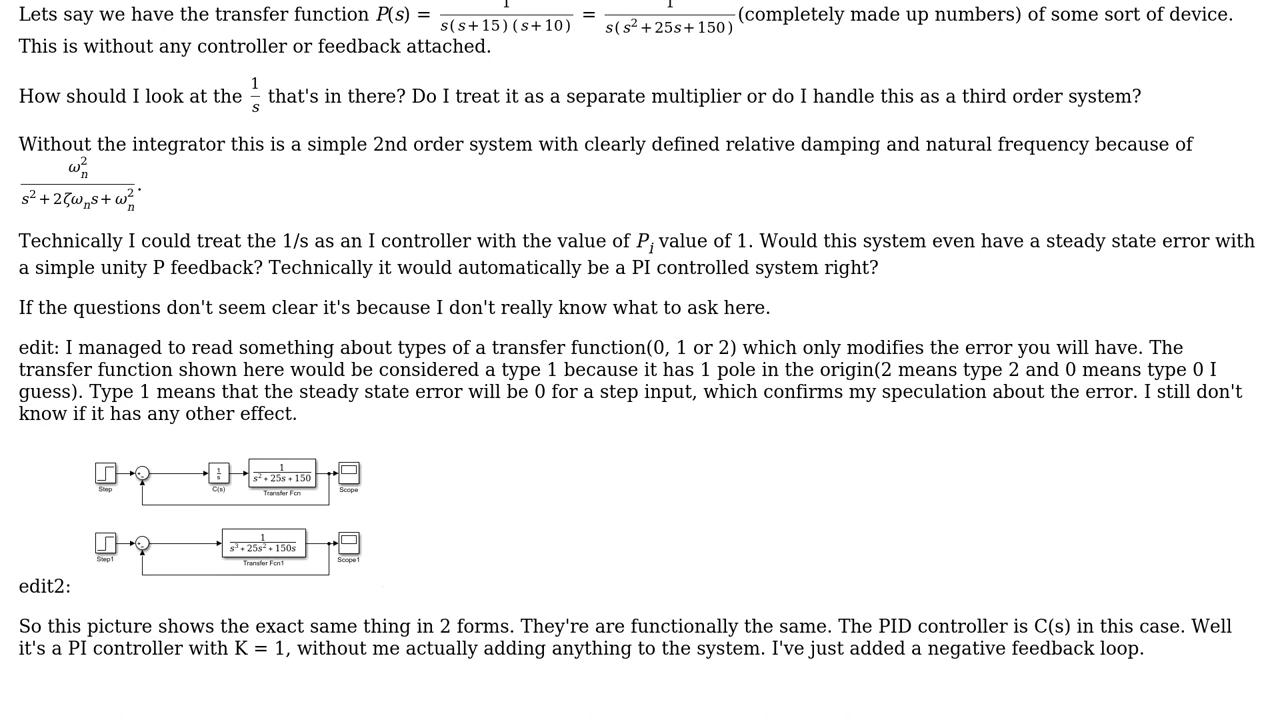 Lets say we have the transfer function P(s) = 1/(s(s+15)(s+10)) = 1/(s(s²+25s+150)) (completely made up numbers) of some sort of device.
This is without any controller or feedback attached.
How should I look at the 1/s that's in there? Do I treat it as a separate multiplier or do I handle this as a third order system?
Without the integrator this is a simple 2nd order system with clearly defined relative damping and natural frequency because of
ωₙ²/(s²+2ζωₙs+ωₙ²).
Technically I could treat the 1/s as an I controller with the value of Pᵢ value of 1. Would this system even have a steady state error with
a simple unity P feedback? Technically it would automatically be a PI controlled system right?
If the questions don't seem clear it's because I don't really know what to ask here.
edit: I managed to read something about types of a transfer function(0, 1 or 2) which only modifies the error you will have. The
transfer function shown here would be considered a type 1 because it has 1 pole in the origin(2 means type 2 and 0 means type 0 I
guess). Type 1 means that the steady state error will be 0 for a step input, which confirms my speculation about the error. I still don't
know if it has any other effect.
1/s
1/(s²+25s+150)
Step
C(s)
Transfer Fcn
Scope
1/(s³+25s²+150s)
Step1
Transfer Fcn1
Scope1
edit2:
So this picture shows the exact same thing in 2 forms. They're are functionally the same. The PID controller is C(s) in this case. Well
it's a PI controller with K = 1, without me actually adding anything to the system. I've just added a negative feedback loop.